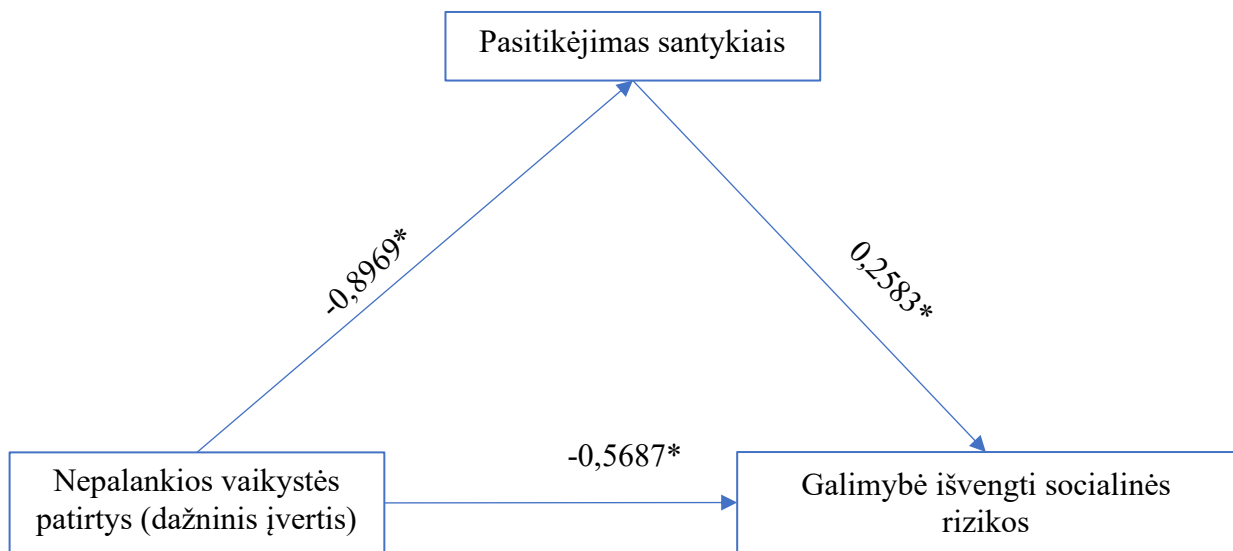 Pasitikėjimas santykiais
-0,8969*
0,2583*
-0,5687*
Nepalankios vaikystės
patirtys (dažninis įvertis)
Galimybė išvengti socialinės
rizikos